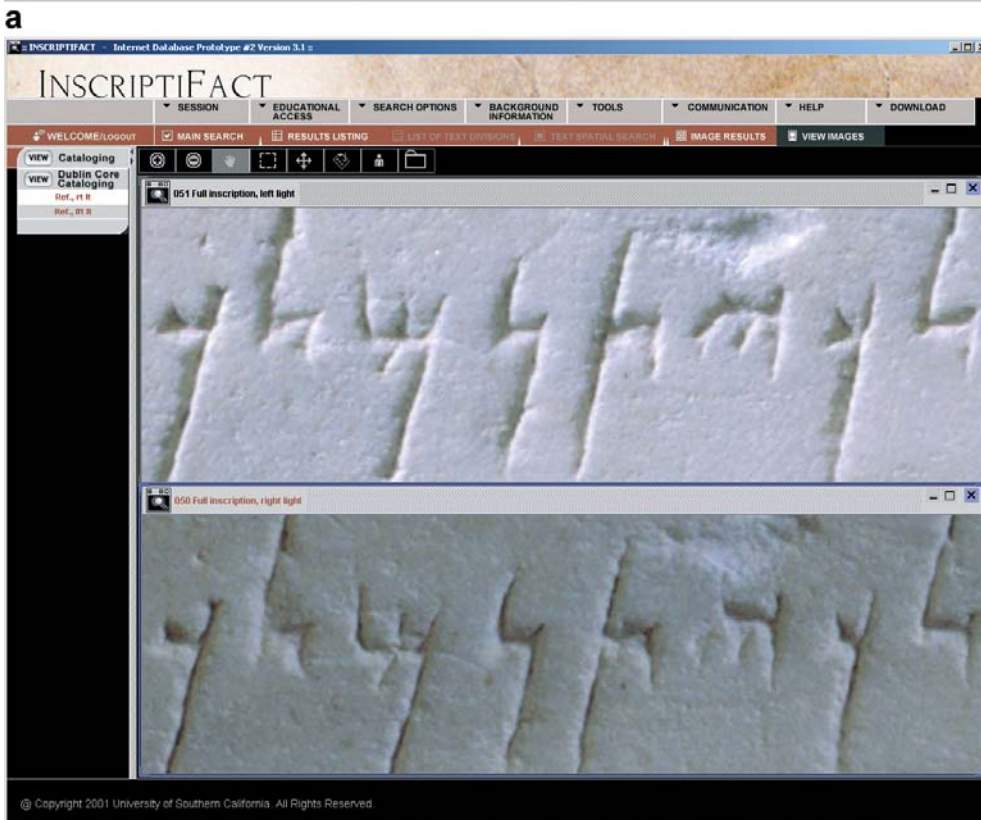 a
:: INSCRIPTIFACT - Internet Database Prototype #2 Version 3.1 ::
INSCRIPTIFACT
SESSION EDUCATIONAL ACCESS SEARCH OPTIONS BACKGROUND INFORMATION TOOLS COMMUNICATION HELP DOWNLOAD
WELCOME/LOGOUT MAIN SEARCH RESULTS LISTING LIST OF TEXT DIVISIONS TEXT SPATIAL SEARCH IMAGE RESULTS VIEW IMAGES
VIEW Cataloging
VIEW Dublin Core Cataloging
Ref., rt lt
Ref., lft lt
051 Full inscription, left light
050 Full inscription, right light
@ Copyright 2001 University of Southern California. All Rights Reserved.